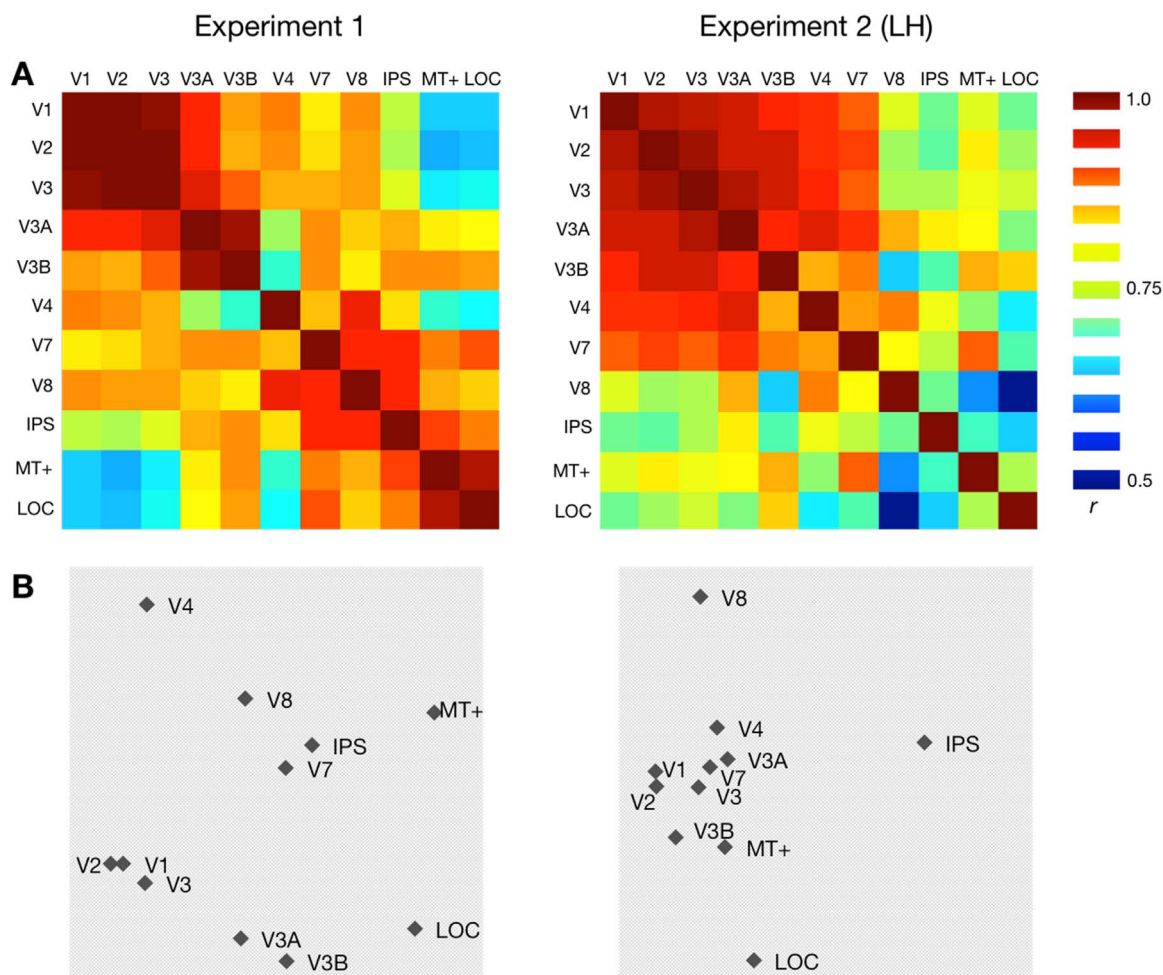 Experiment 1
Experiment 2 (LH)
A
V1 V2 V3 V3A V3B V4 V7 V8 IPS MT+ LOC
V1
V2
V3
V3A
V3B
V4
V7
V8
IPS
MT+
LOC
V1 V2 V3 V3A V3B V4 V7 V8 IPS MT+ LOC
V1
V2
V3
V3A
V3B
V4
V7
V8
IPS
MT+
LOC
1.0
0.75
0.5
r
B
V4
V8
MT+
IPS
V7
V2 V1
V3
LOC
V3A
V3B
V8
V4
IPS
V3A
V1
V7
V2
V3
V3B
MT+
LOC